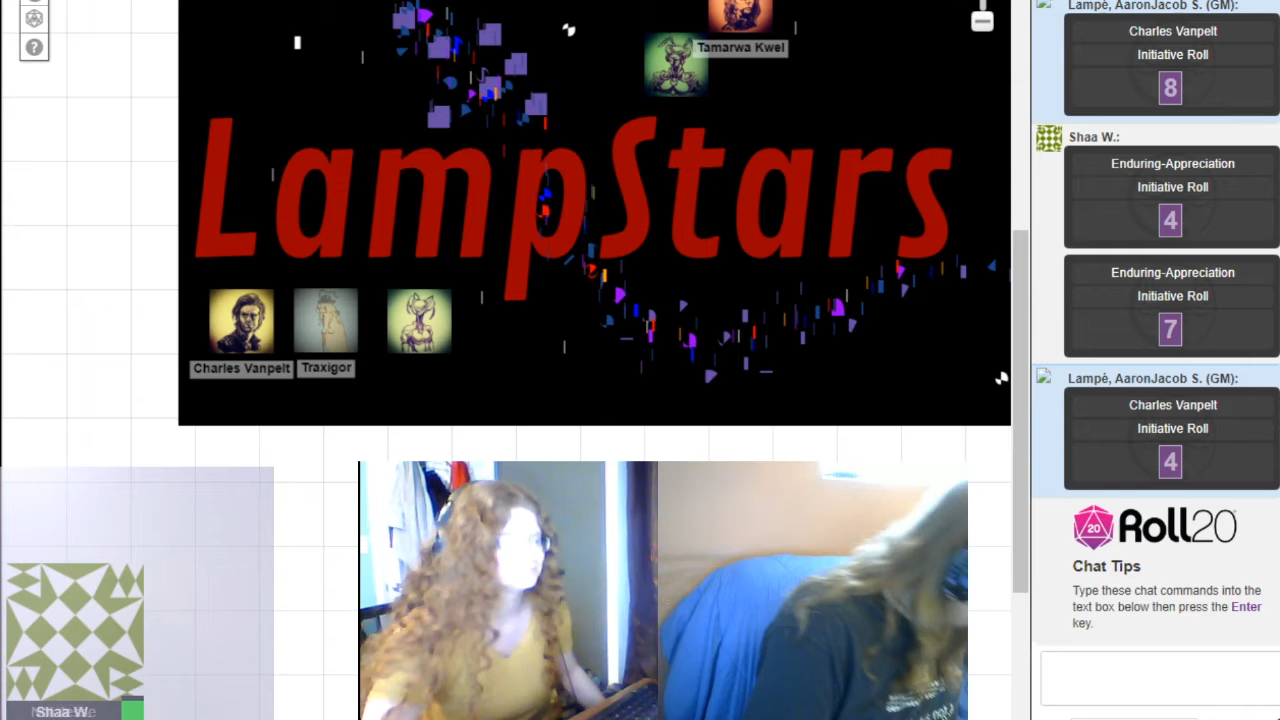 Lampé, AaronJacob S. (GM):
Charles Vanpelt
Initiative Roll
8
Shaa W.:
Enduring-Appreciation
Initiative Roll
4
Enduring-Appreciation
Initiative Roll
7
Lampé, AaronJacob S. (GM):
Charles Vanpelt
Initiative Roll
4
20
Roll20
Chat Tips
Type these chat commands into the
text box below then press the Enter
key.
?
Tamarwa Kwel
LampStars
Charles Vanpelt
Traxigor
Shaa W.